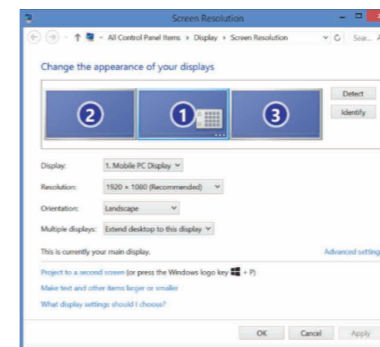 Screen Resolution
« All Control Panel Items Display Screen Resolution
Change the appearance of your displays
2
1
3
Detect
Identify
Display: 1. Mobile PC Display
Resolution: 1920 × 1080 (Recommended)
Orientation: Landscape
Multiple displays: Extend desktop to this display
This is currently your main display.
Advanced setting
Project to a second screen (or press the Windows logo key + P)
Make text and other items larger or smaller
What display settings should I choose?
OK Cancel Apply